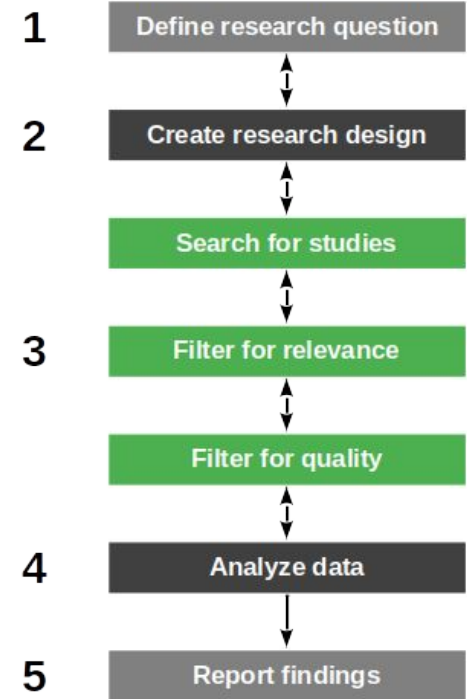 1 Define research question
2 Create research design
Search for studies
3 Filter for relevance
Filter for quality
4 Analyze data
5 Report findings